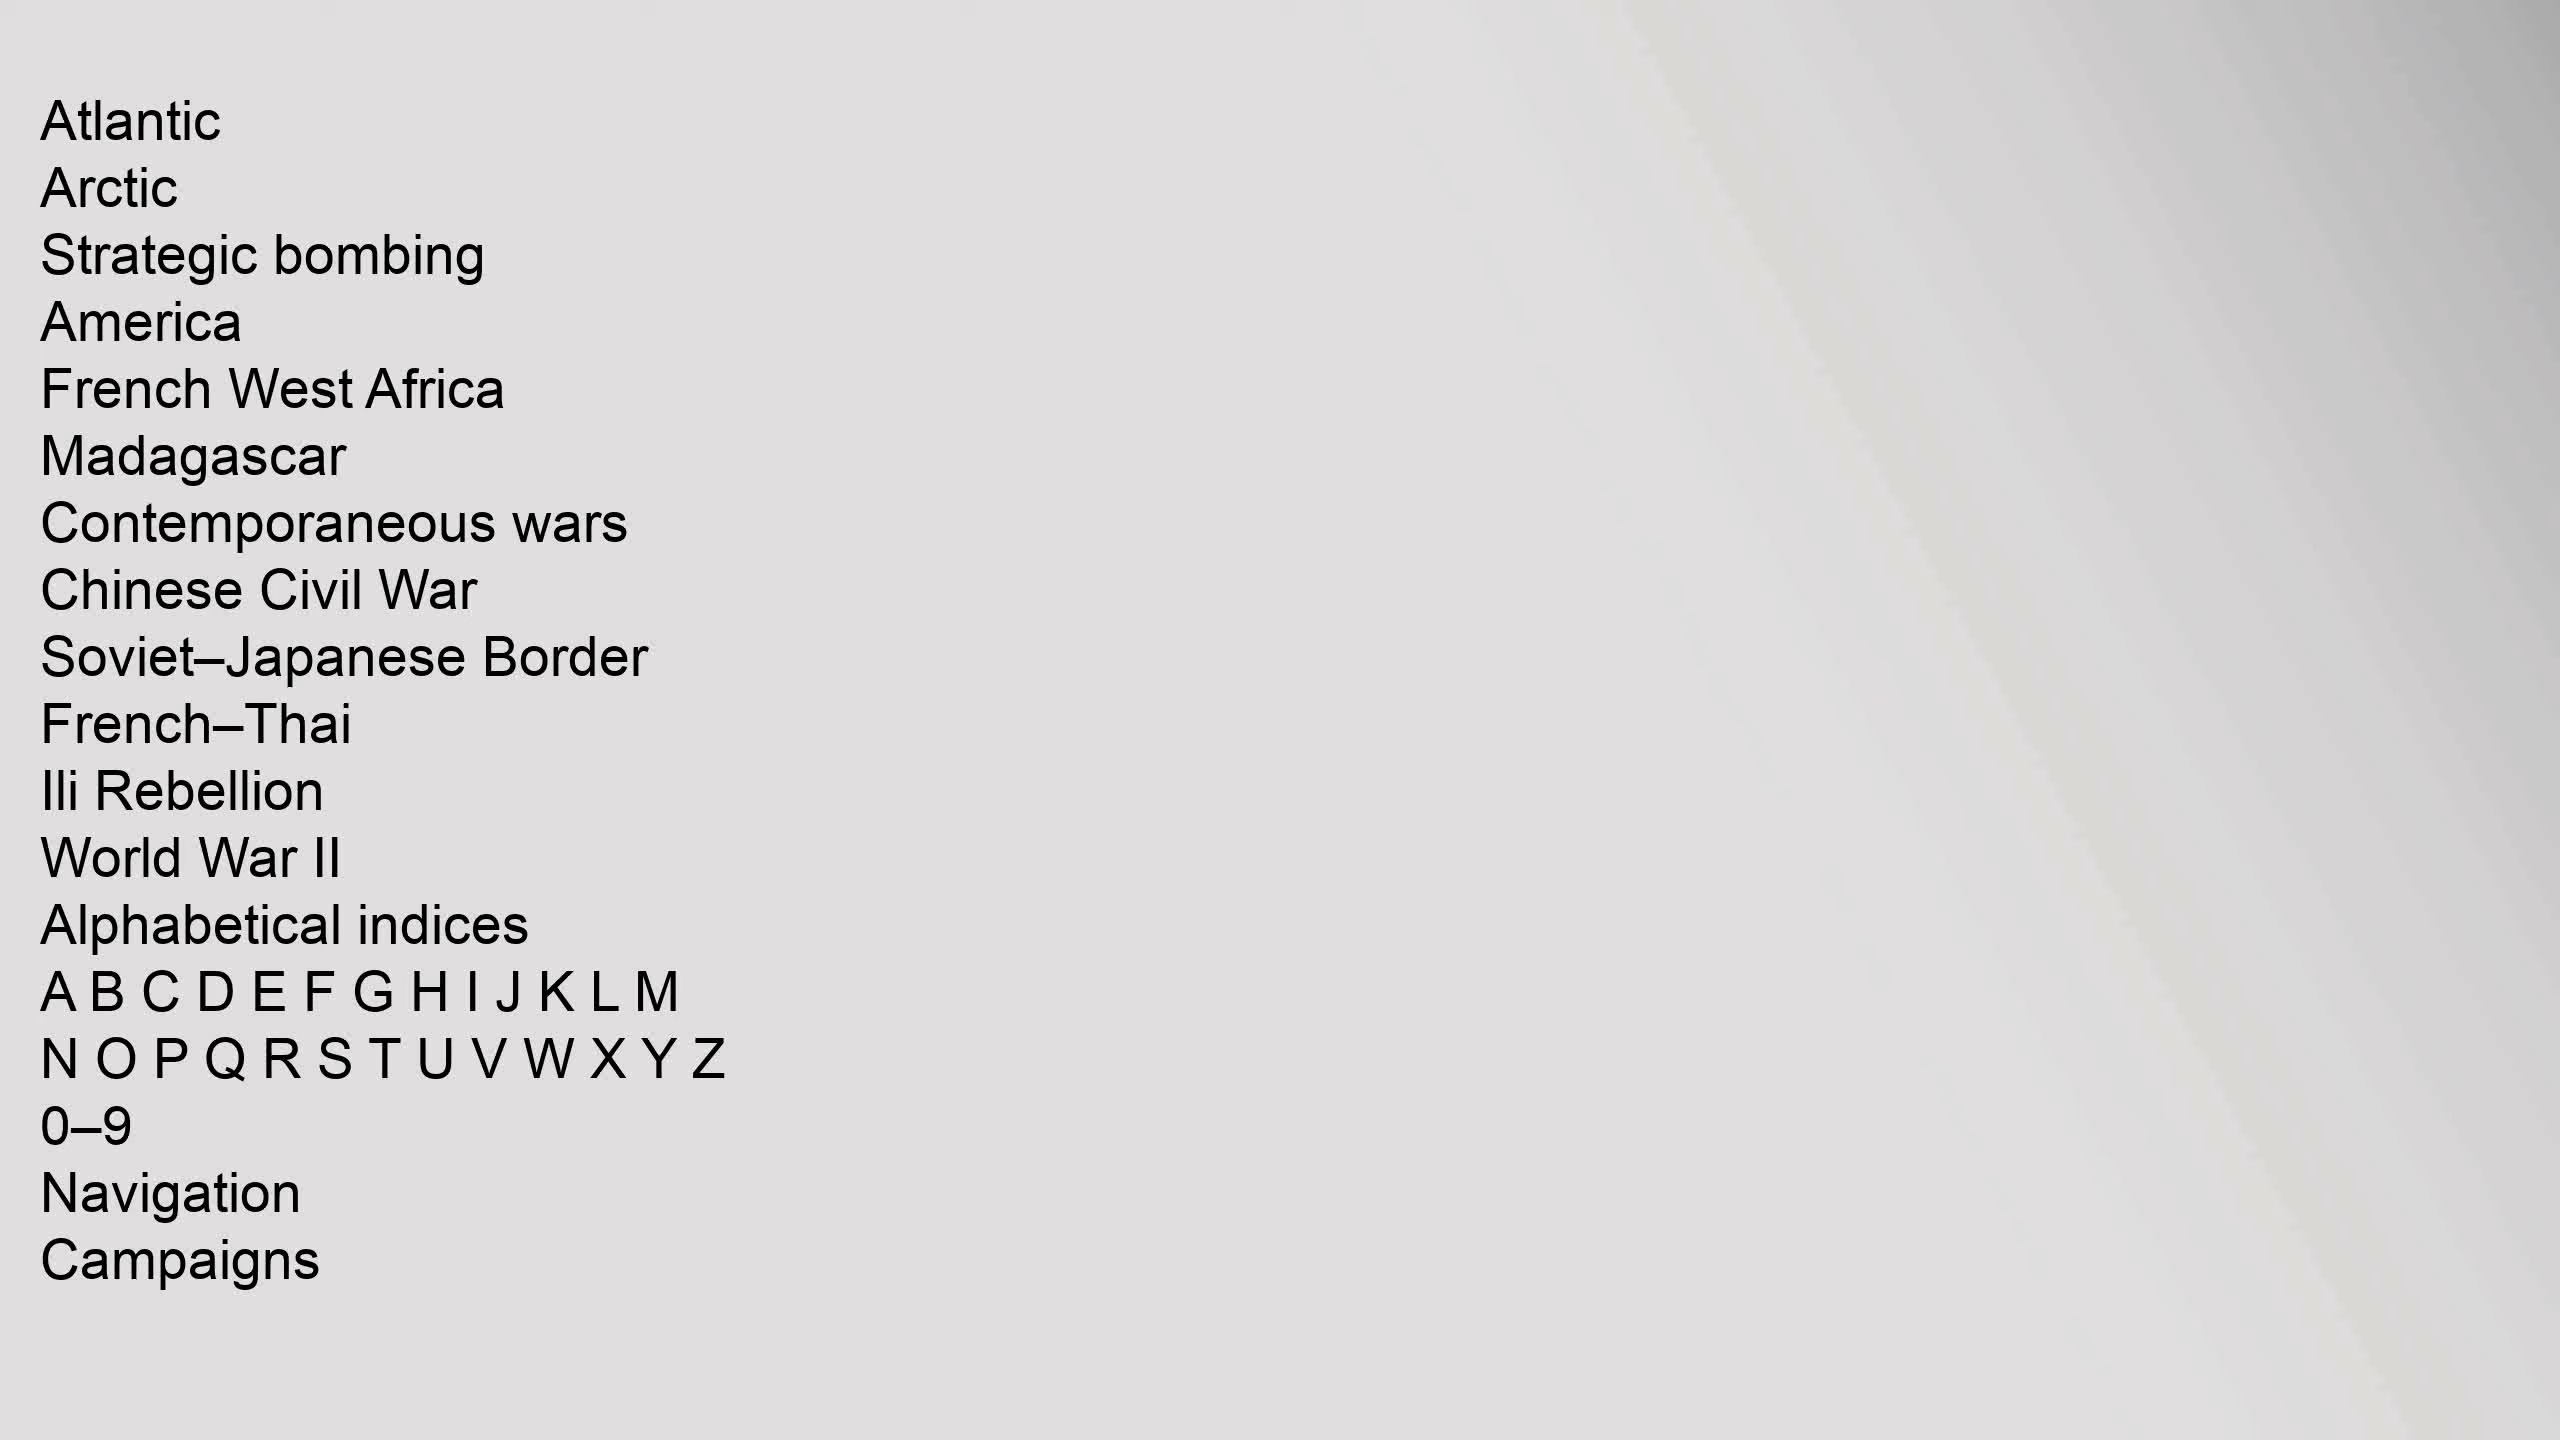 Atlantic
Arctic
Strategic bombing
America
French West Africa
Madagascar
Contemporaneous wars
Chinese Civil War
Soviet–Japanese Border
French–Thai
Ili Rebellion
World War II
Alphabetical indices
A B C D E F G H I J K L M
N O P Q R S T U V W X Y Z
0–9
Navigation
Campaigns